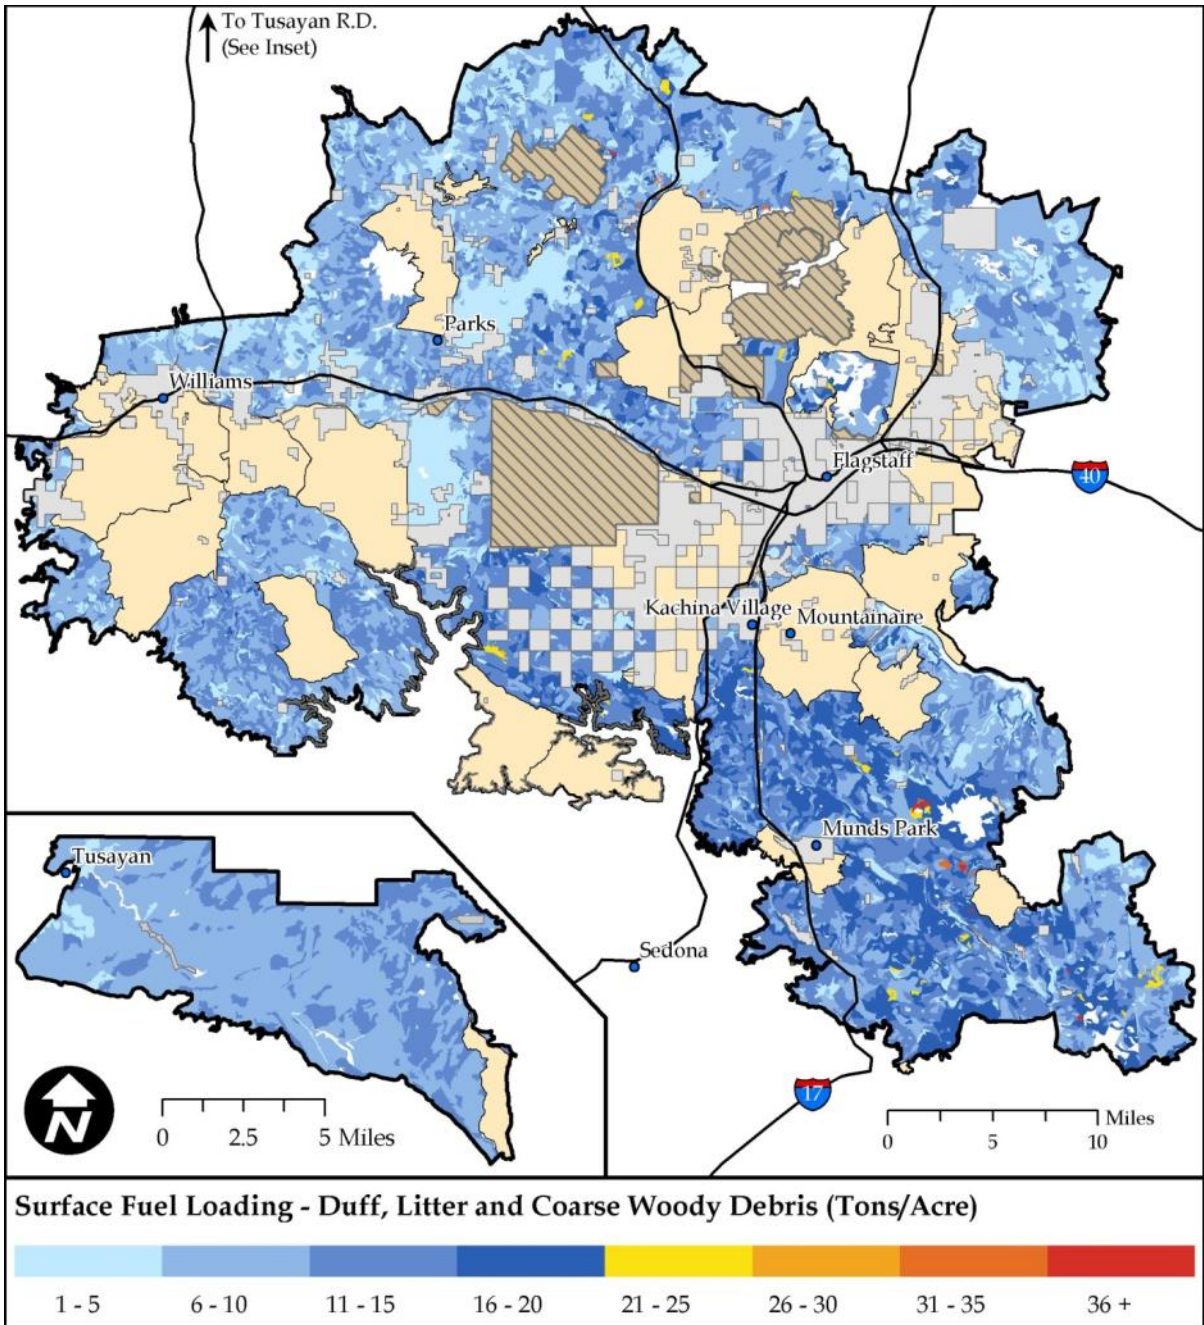 To Tusayan R.D.
(See Inset)
Parks
Williams
Flagstaff
40
Kachina Village
Mountainaire
Munds Park
Tusayan
Sedona
17
N
0 2.5 5 Miles
0 5 10 Miles
Surface Fuel Loading - Duff, Litter and Coarse Woody Debris (Tons/Acre)
1 - 5 6 - 10 11 - 15 16 - 20 21 - 25 26 - 30 31 - 35 36 +